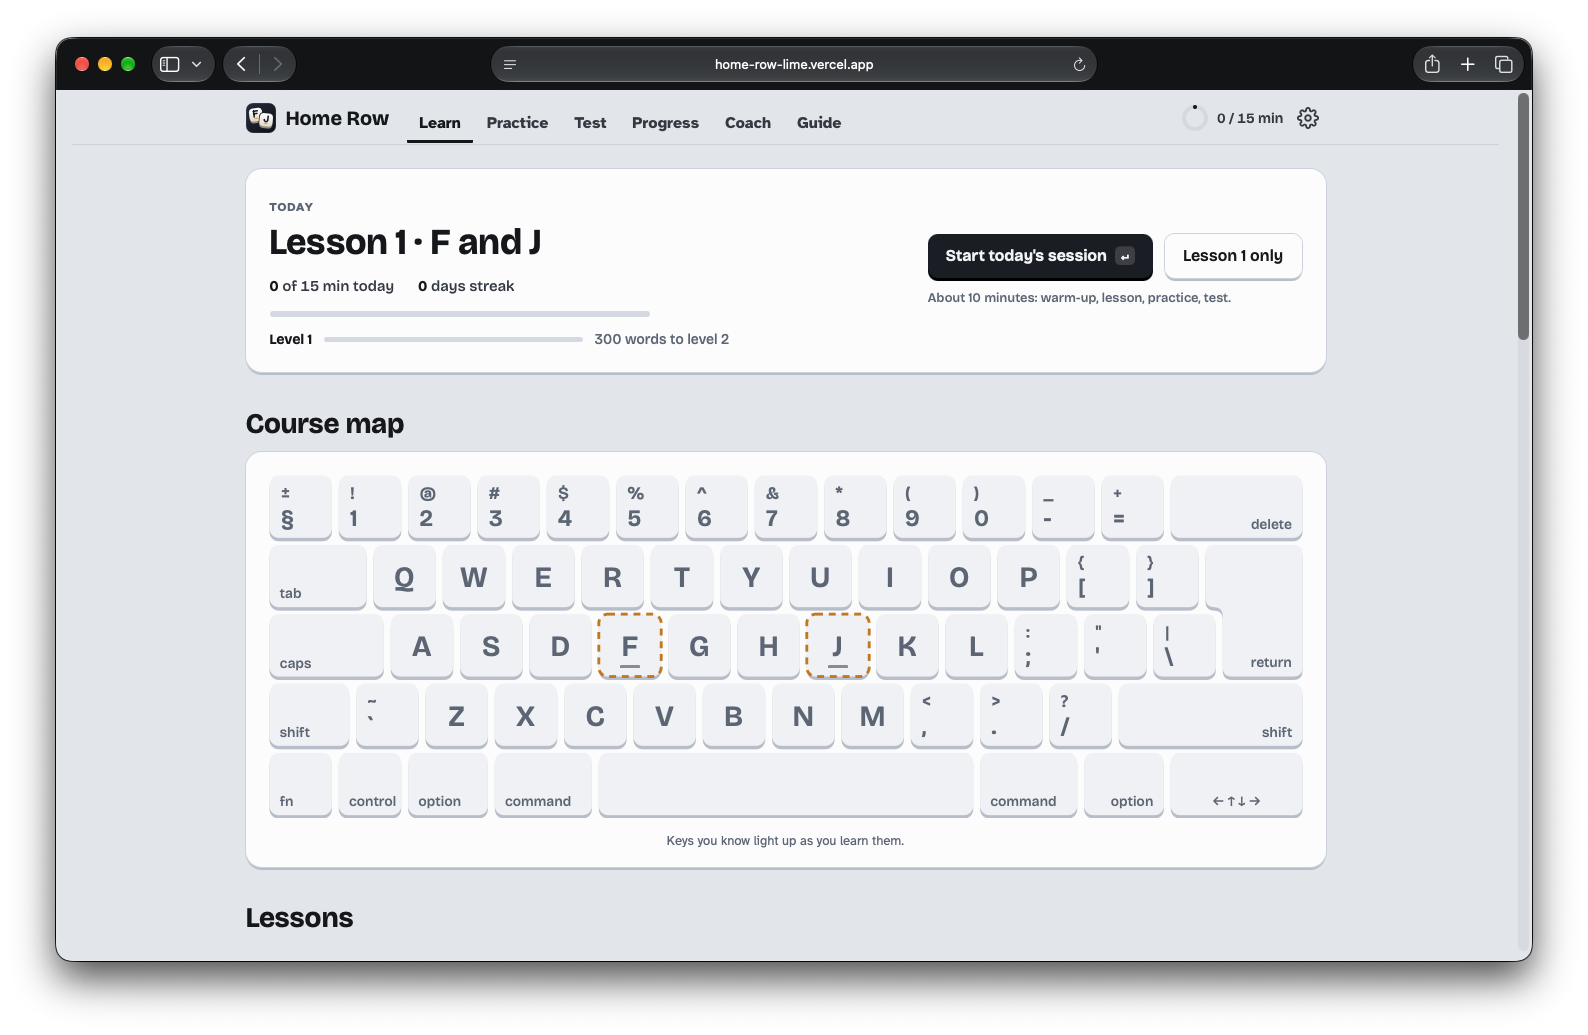 home-row-lime.vercel.app
Home Row
Learn
Practice
Test
Progress
Coach
Guide
0 / 15 min
TODAY
Lesson 1 · F and J
0 of 15 min today
0 days streak
Level 1
300 words to level 2
Start today's session ↵
Lesson 1 only
About 10 minutes: warm-up, lesson, practice, test.
Course map
± ! @ # $ % ^ & * ( ) _ +
§ 1 2 3 4 5 6 7 8 9 0 - = delete
{ }
tab Q W E R T Y U I O P [ ]
: " |
caps A S D F G H J K L ; ' \ return
~ < > ?
shift ` Z X C V B N M , . / shift
fn control option command command option ←↑↓→
Keys you know light up as you learn them.
Lessons